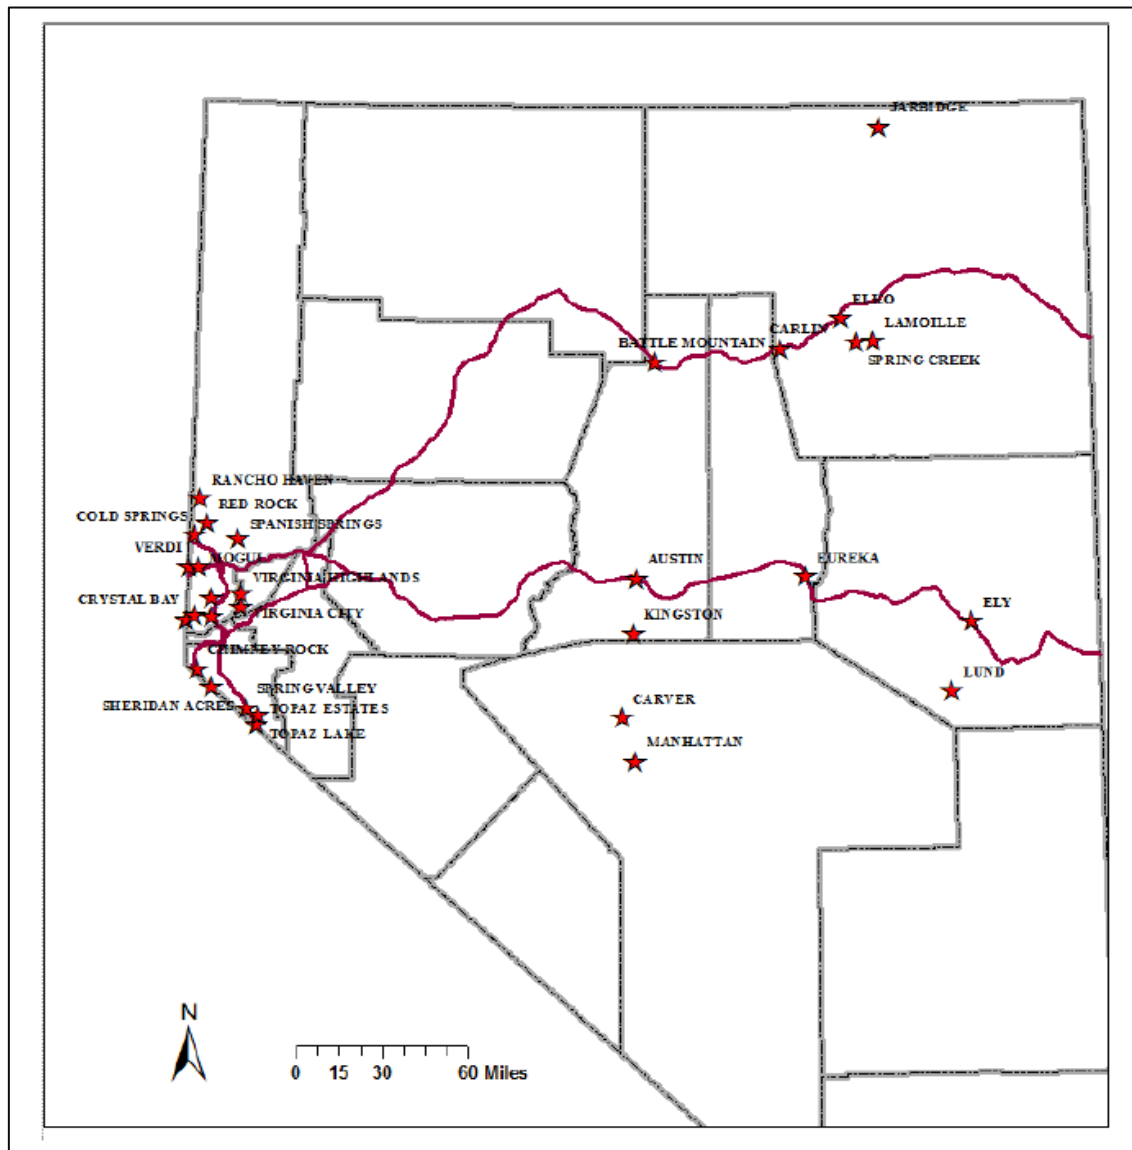 JARBIDGE
ELKO
CARLIN
LAMOILLE
BATTLE MOUNTAIN
SPRING CREEK
RANCHO HAVEN
RED ROCK
COLD SPRINGS
SPANISH SPRINGS
VERDI
MOGUL
VIRGINIA HIGHLANDS
AUSTIN
EUREKA
CRYSTAL BAY
VIRGINIA CITY
KINGSTON
ELY
CHIMNEY ROCK
LUND
SPRING VALLEY
SHERIDAN ACRES
TOPAZ ESTATES
CARVER
TOPAZ LAKE
MANHATTAN
N
0 15 30 60 Miles